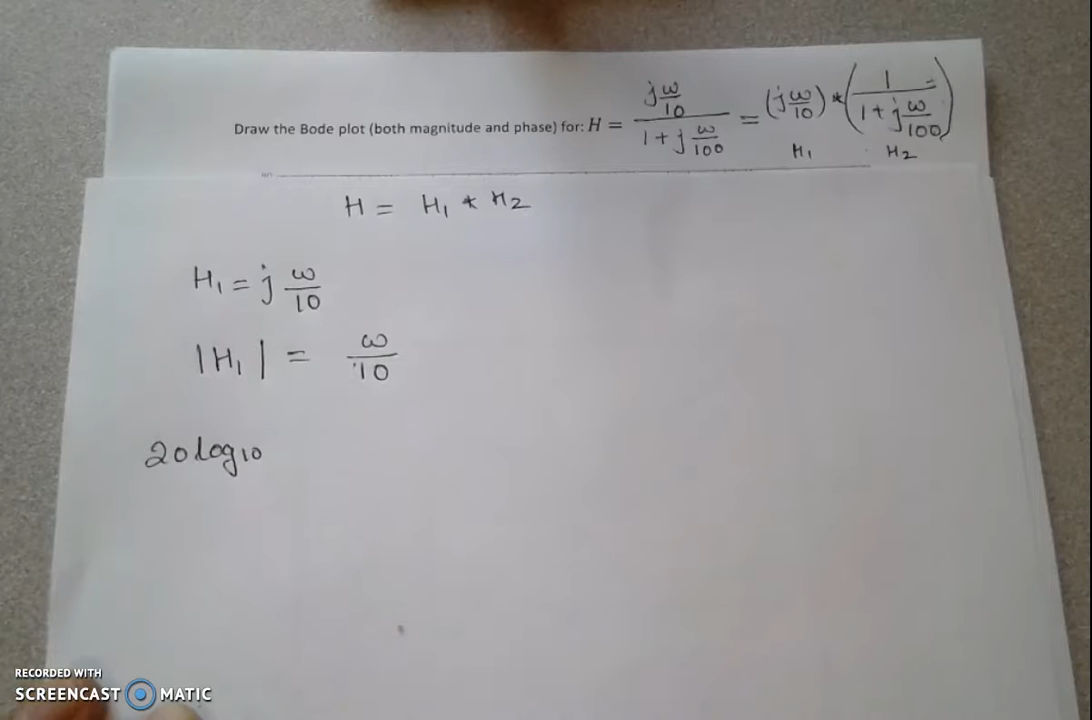 Draw the Bode plot (both magnitude and phase) for: H = (jω/10)/(1 + jω/100) = (jω/10) * (1/(1 + jω/100))
H₁ H₂
H = H₁ * H₂
H₁ = j ω/10
|H₁| = ω/10
20log₁₀
RECORDED WITH
SCREENCAST MATIC